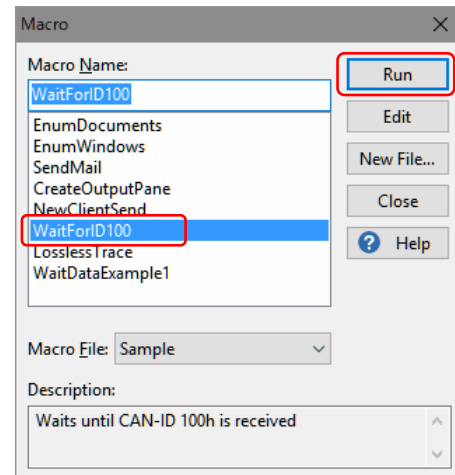 Macro
Macro Name:
WaitForID100
EnumDocuments
EnumWindows
SendMail
CreateOutputPane
NewClientSend
WaitForID100
LosslessTrace
WaitDataExample1
Run
Edit
New File...
Close
? Help
Macro File: Sample
Description:
Waits until CAN-ID 100h is received